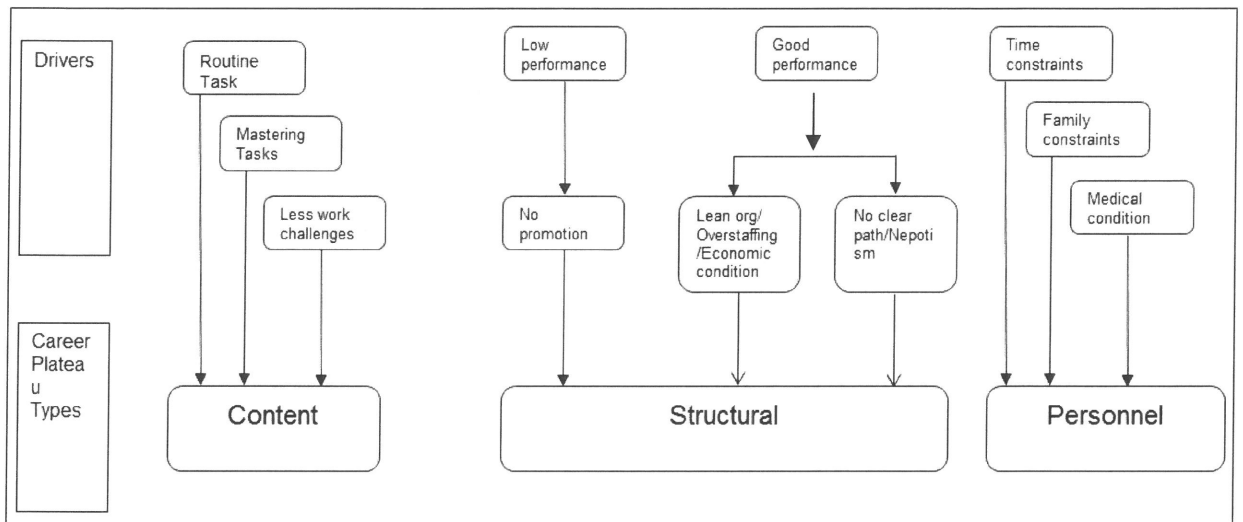 Drivers
Routine
Task
Mastering
Tasks
Less work
challenges
Low
performance
Good
performance
No
promotion
Lean org/
Overstaffing
/Economic
condition
No clear
path/Nepoti
sm
Time
constraints
Family
constraints
Medical
condition
Career
Platea
u
Types
Content
Structural
Personnel